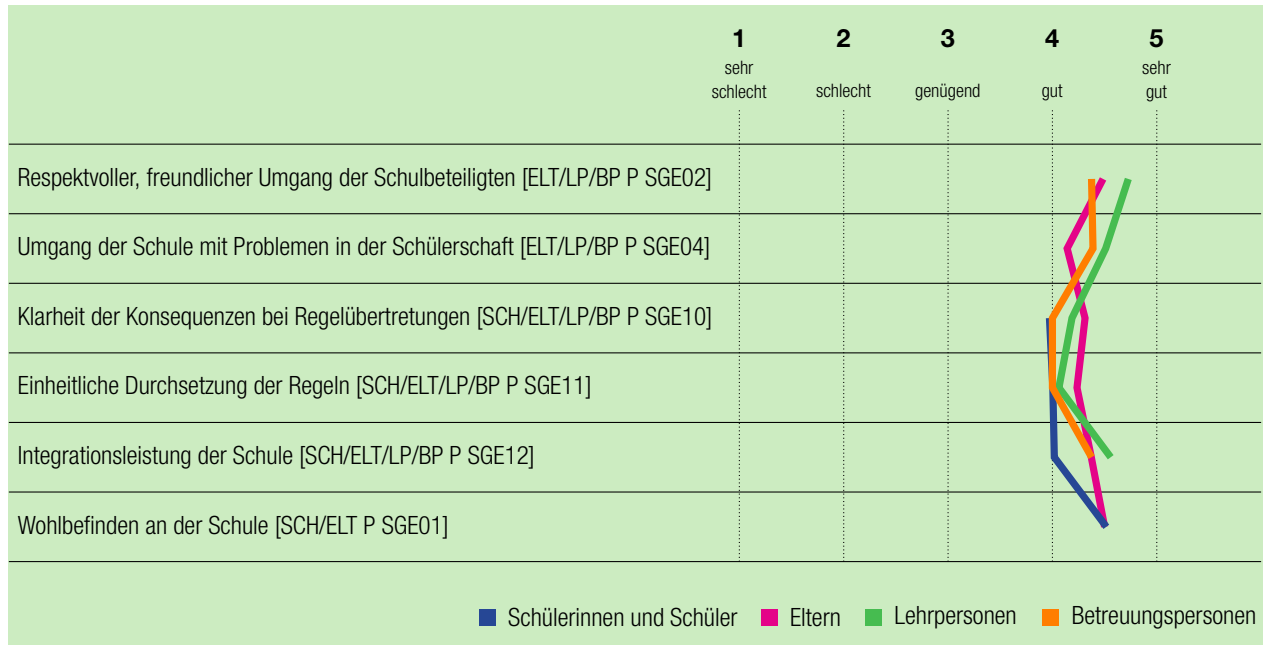 1 2 3 4 5
sehr schlecht schlecht genügend gut sehr gut
Respektvoller, freundlicher Umgang der Schulbeteiligten [ELT/LP/BP P SGE02]
Umgang der Schule mit Problemen in der Schülerschaft [ELT/LP/BP P SGE04]
Klarheit der Konsequenzen bei Regelübertretungen [SCH/ELT/LP/BP P SGE10]
Einheitliche Durchsetzung der Regeln [SCH/ELT/LP/BP P SGE11]
Integrationsleistung der Schule [SCH/ELT/LP/BP P SGE12]
Wohlbefinden an der Schule [SCH/ELT P SGE01]
Schülerinnen und Schüler Eltern Lehrpersonen Betreuungspersonen